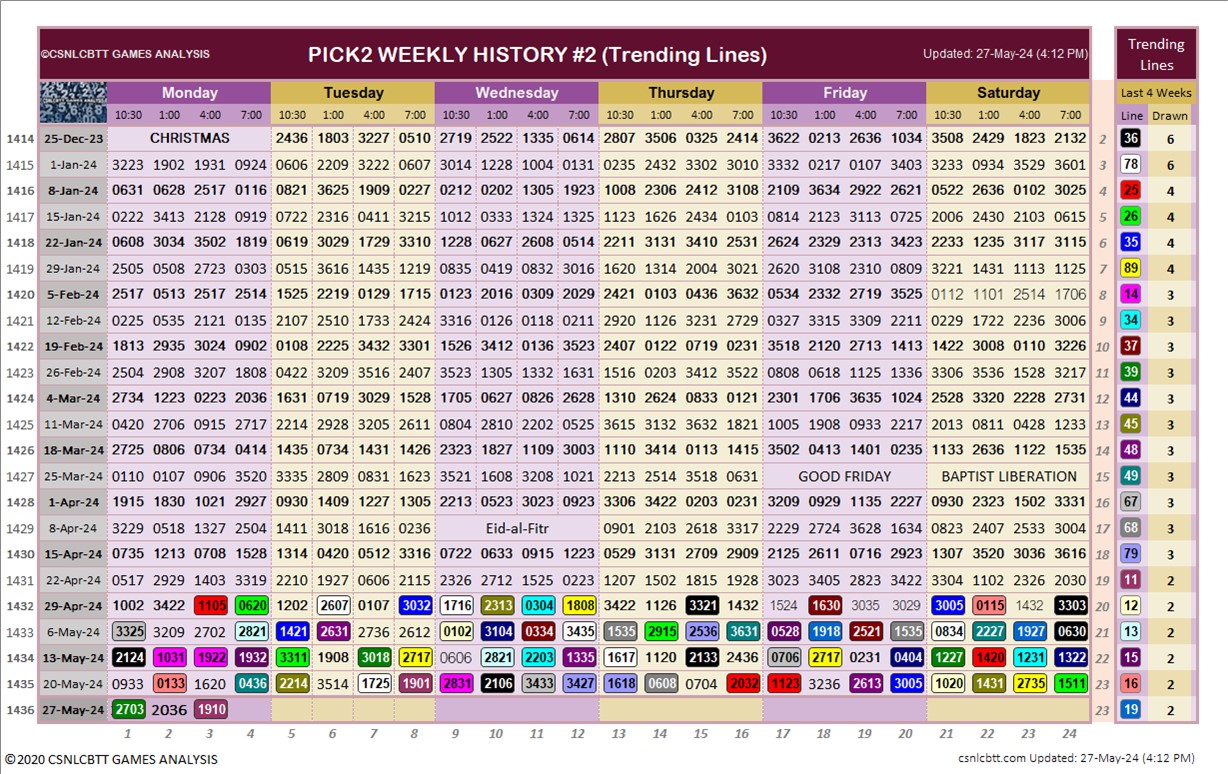 ©CSNLCBTT GAMES ANALYSIS PICK2 WEEKLY HISTORY #2 (Trending Lines) Updated: 27-May-24 (4:12 PM) Trending Lines
Monday Tuesday Wednesday Thursday Friday Saturday Last 4 Weeks
10:30 1:00 4:00 7:00 10:30 1:00 4:00 7:00 10:30 1:00 4:00 7:00 10:30 1:00 4:00 7:00 10:30 1:00 4:00 7:00 10:30 1:00 4:00 7:00 Line Drawn
1414 25-Dec-23 CHRISTMAS 2436 1803 3227 0510 2719 2522 1335 0614 2807 3506 0325 2414 3622 0213 2636 1034 3508 2429 1823 2132 2 36 6
1415 1-Jan-24 3223 1902 1931 0924 0606 2209 3222 0607 3014 1228 1004 0131 0235 2432 3302 3010 3332 0217 0107 3403 3233 0934 3529 3601 3 78 6
1416 8-Jan-24 0631 0628 2517 0116 0821 3625 1909 0227 0212 0202 1305 1923 1008 2306 2412 3108 2109 3634 2922 2621 0522 2636 0102 3025 4 25 4
1417 15-Jan-24 0222 3413 2128 0919 0722 2316 0411 3215 1012 0333 1324 1325 1123 1626 2434 0103 0814 2123 3113 0725 2006 2430 2103 0615 5 26 4
1418 22-Jan-24 0608 3034 3502 1819 0619 3029 1729 3310 1228 0627 2608 0514 2211 3131 3410 2531 2624 2329 2313 3423 2233 1235 3117 3115 6 35 4
1419 29-Jan-24 2505 0508 2723 0303 0515 3616 1435 1219 0835 0419 0832 3016 1620 1314 2004 3021 2620 3108 2310 0809 3221 1431 1113 1125 7 89 4
1420 5-Feb-24 2517 0513 2517 2514 1525 2219 0129 1715 0123 2016 0309 2029 2421 0103 0436 3632 0534 2332 2719 3525 0112 1101 2514 1706 8 14 3
1421 12-Feb-24 0225 0535 2121 0135 2107 2510 1733 2424 3316 0126 0118 0211 2920 1126 2231 2729 0327 3315 3309 2211 0229 1722 2236 3006 9 34 3
1422 19-Feb-24 1813 2935 3024 0902 0108 2225 3432 3301 1526 3412 0136 3523 2407 0122 0719 0231 3518 2120 2713 1413 1422 3008 0110 3226 10 37 3
1423 26-Feb-24 2504 2908 3207 1808 0422 3209 3516 2407 3523 1305 1332 1631 1516 0203 3412 3522 0808 0618 1125 1336 3306 3536 1528 3217 11 39 3
1424 4-Mar-24 2734 1223 0223 2036 1631 0719 3029 1528 1705 0627 0826 2628 1310 2624 0833 0121 2301 1706 3635 1024 2508 3320 2228 2731 12 44 3
1425 11-Mar-24 0420 2706 0915 2717 2214 2928 3205 2611 0804 2810 2202 0525 3615 3132 3632 1821 1005 1908 0933 2217 2013 0811 0428 1233 13 45 3
1426 18-Mar-24 2725 0806 0734 0414 1435 0734 1431 1424 2323 1827 1109 3003 1110 3414 0113 1415 3502 0413 1401 0235 1133 2636 1122 1535 14 48 3
1427 25-Mar-24 0110 0107 0906 3520 3335 2809 0831 1623 3521 1608 3208 1021 2213 2514 1518 0631 GOOD FRIDAY BAPTIST LIBERATION 15 49 3
1428 1-Apr-24 1915 1830 1021 2927 0930 1409 1227 1305 2213 0523 3023 0923 3306 3422 0203 0231 3209 0929 1135 2227 0930 2323 1502 3331 16 67 3
1429 8-Apr-24 3229 0518 1327 2504 1411 3018 1616 0236 Eid-al-Fitr 0901 2103 2618 3317 2229 2724 3628 1634 0823 2407 2533 3004 17 68 3
1430 15-Apr-24 0735 1213 0708 1528 1314 0420 0512 3316 0722 0633 0915 1223 0529 3131 2709 2909 2125 2611 0716 2923 1307 3520 3036 3616 18 79 3
1431 22-Apr-24 0517 2929 1403 3319 2210 1927 0606 2115 2326 2712 1525 0223 1207 1502 1815 1928 3023 3405 2823 3422 3304 1102 2326 2030 19 11 2
1432 29-Apr-24 1002 3422 1105 0620 1202 2607 0107 3032 1716 2313 0304 1808 3422 1126 3321 1432 1524 1630 3035 3029 3005 0115 1432 3303 20 12 2
1433 6-May-24 3325 3209 2702 2821 1421 2631 2736 2612 0102 3104 0334 3435 1535 2915 2536 3631 0528 1918 2521 1535 0834 2227 1927 0630 21 13 2
1434 13-May-24 2124 1031 1922 1932 3311 1908 3018 2717 0606 2821 2203 1335 1617 1120 2133 2436 0706 2717 0231 0404 1227 1420 1231 1322 22 15 2
1435 20-May-24 0933 0133 1620 0436 2214 3514 1725 1901 2831 2106 3433 3427 1618 0608 0704 2032 1123 3236 2613 3005 1020 1431 2735 1511 23 16 2
1436 27-May-24 2703 2036 1910 23 19 2
1 2 3 4 5 6 7 8 9 10 11 12 13 14 15 16 17 18 19 20 21 22 23 24
©2020 CSNLCBTT GAMES ANALYSIS csnlcbtt.com Updated: 27-May-24 (4:12 PM)